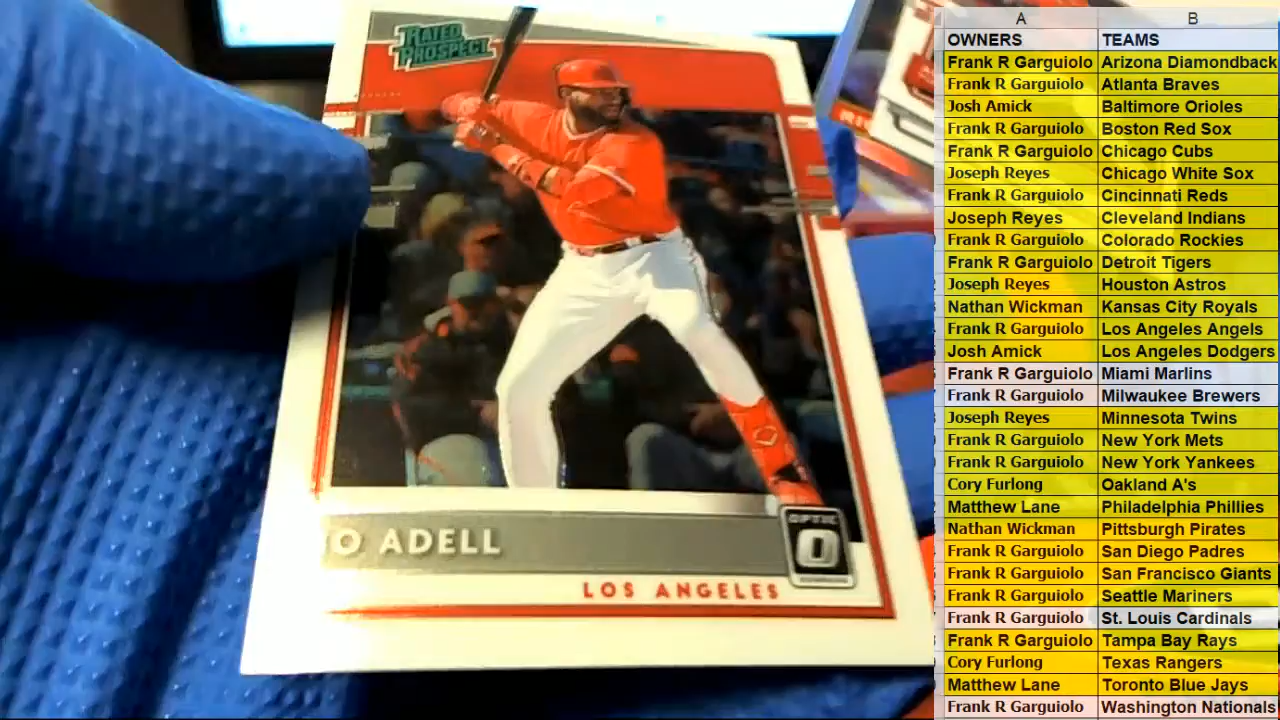 RATED
PROSPECT
O ADELL
OPTIC
O
LOS ANGELES
A B
OWNERS TEAMS
Frank R Garguiolo Arizona Diamondback
Frank R Garguiolo Atlanta Braves
Josh Amick Baltimore Orioles
Frank R Garguiolo Boston Red Sox
Frank R Garguiolo Chicago Cubs
Joseph Reyes Chicago White Sox
Frank R Garguiolo Cincinnati Reds
Joseph Reyes Cleveland Indians
Frank R Garguiolo Colorado Rockies
Frank R Garguiolo Detroit Tigers
Joseph Reyes Houston Astros
Nathan Wickman Kansas City Royals
Frank R Garguiolo Los Angeles Angels
Josh Amick Los Angeles Dodgers
Frank R Garguiolo Miami Marlins
Frank R Garguiolo Milwaukee Brewers
Joseph Reyes Minnesota Twins
Frank R Garguiolo New York Mets
Frank R Garguiolo New York Yankees
Cory Furlong Oakland A's
Matthew Lane Philadelphia Phillies
Nathan Wickman Pittsburgh Pirates
Frank R Garguiolo San Diego Padres
Frank R Garguiolo San Francisco Giants
Frank R Garguiolo Seattle Mariners
Frank R Garguiolo St. Louis Cardinals
Frank R Garguiolo Tampa Bay Rays
Cory Furlong Texas Rangers
Matthew Lane Toronto Blue Jays
Frank R Garguiolo Washington Nationals